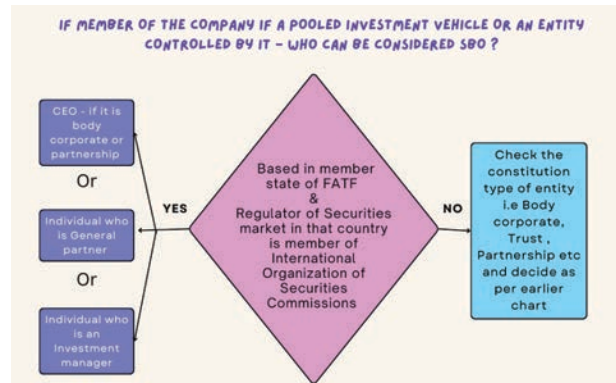 IF MEMBER OF THE COMPANY IF A POOLED INVESTMENT VEHICLE OR AN ENTITY
CONTROLLED BY IT - WHO CAN BE CONSIDERED SBO ?
CEO - if it is
body
corporate or
partnership
Or
Individual who
is General
partner
Or
Individual who
is an
Investment
manager
YES
Based in member
state of FATF
&
Regulator of Securities
market in that country
is member of
International
Organization of
Securities
Commissions
NO
Check the
constitution
type of entity
i.e Body
corporate,
Trust ,
Partnership etc
and decide as
per earlier
chart